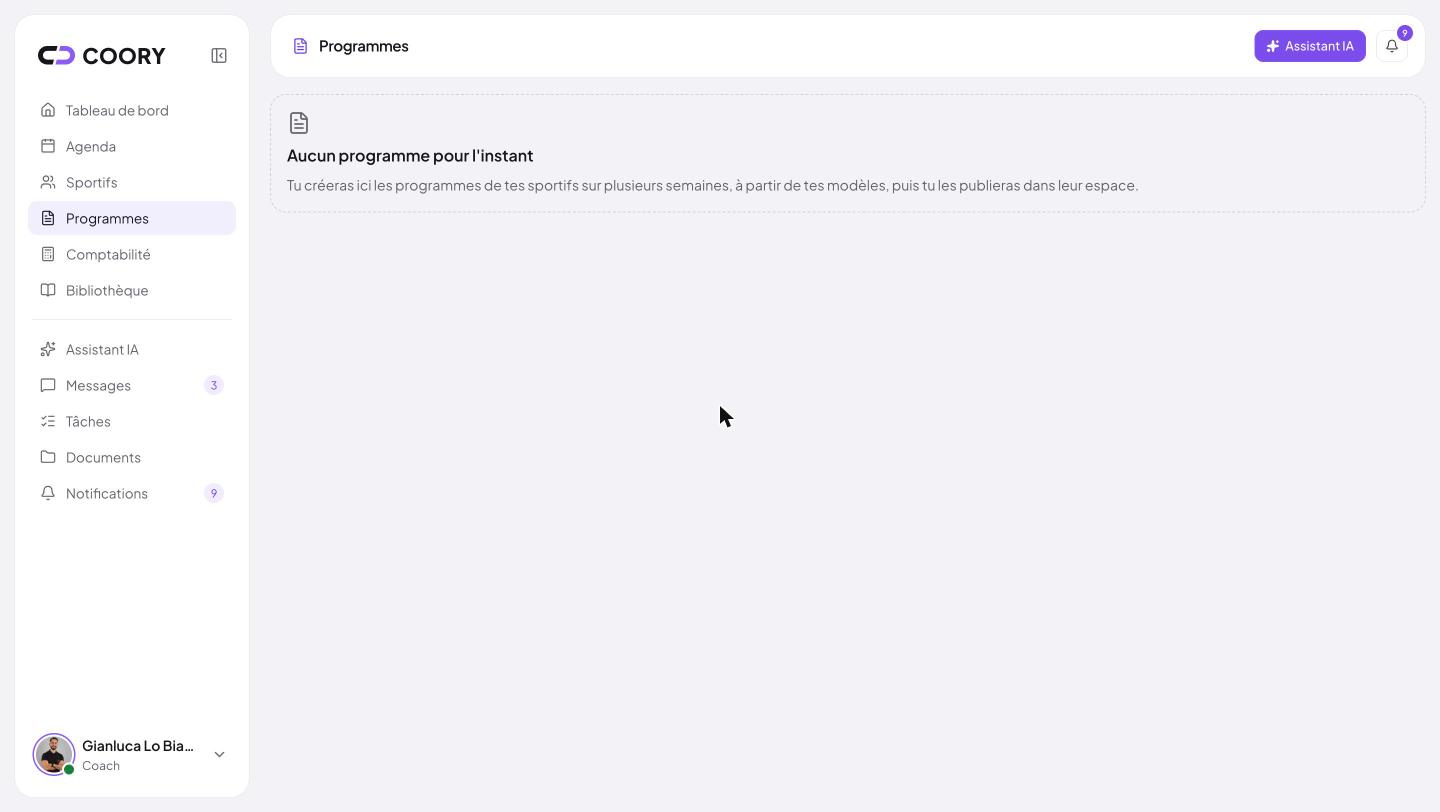 COORY
Tableau de bord
Agenda
Sportifs
Programmes
Comptabilité
Bibliothèque
Assistant IA
Messages 3
Tâches
Documents
Notifications 9
Gianluca Lo Bia...
Coach
Programmes
Assistant IA
9
Aucun programme pour l'instant
Tu créeras ici les programmes de tes sportifs sur plusieurs semaines, à partir de tes modèles, puis tu les publieras dans leur espace.